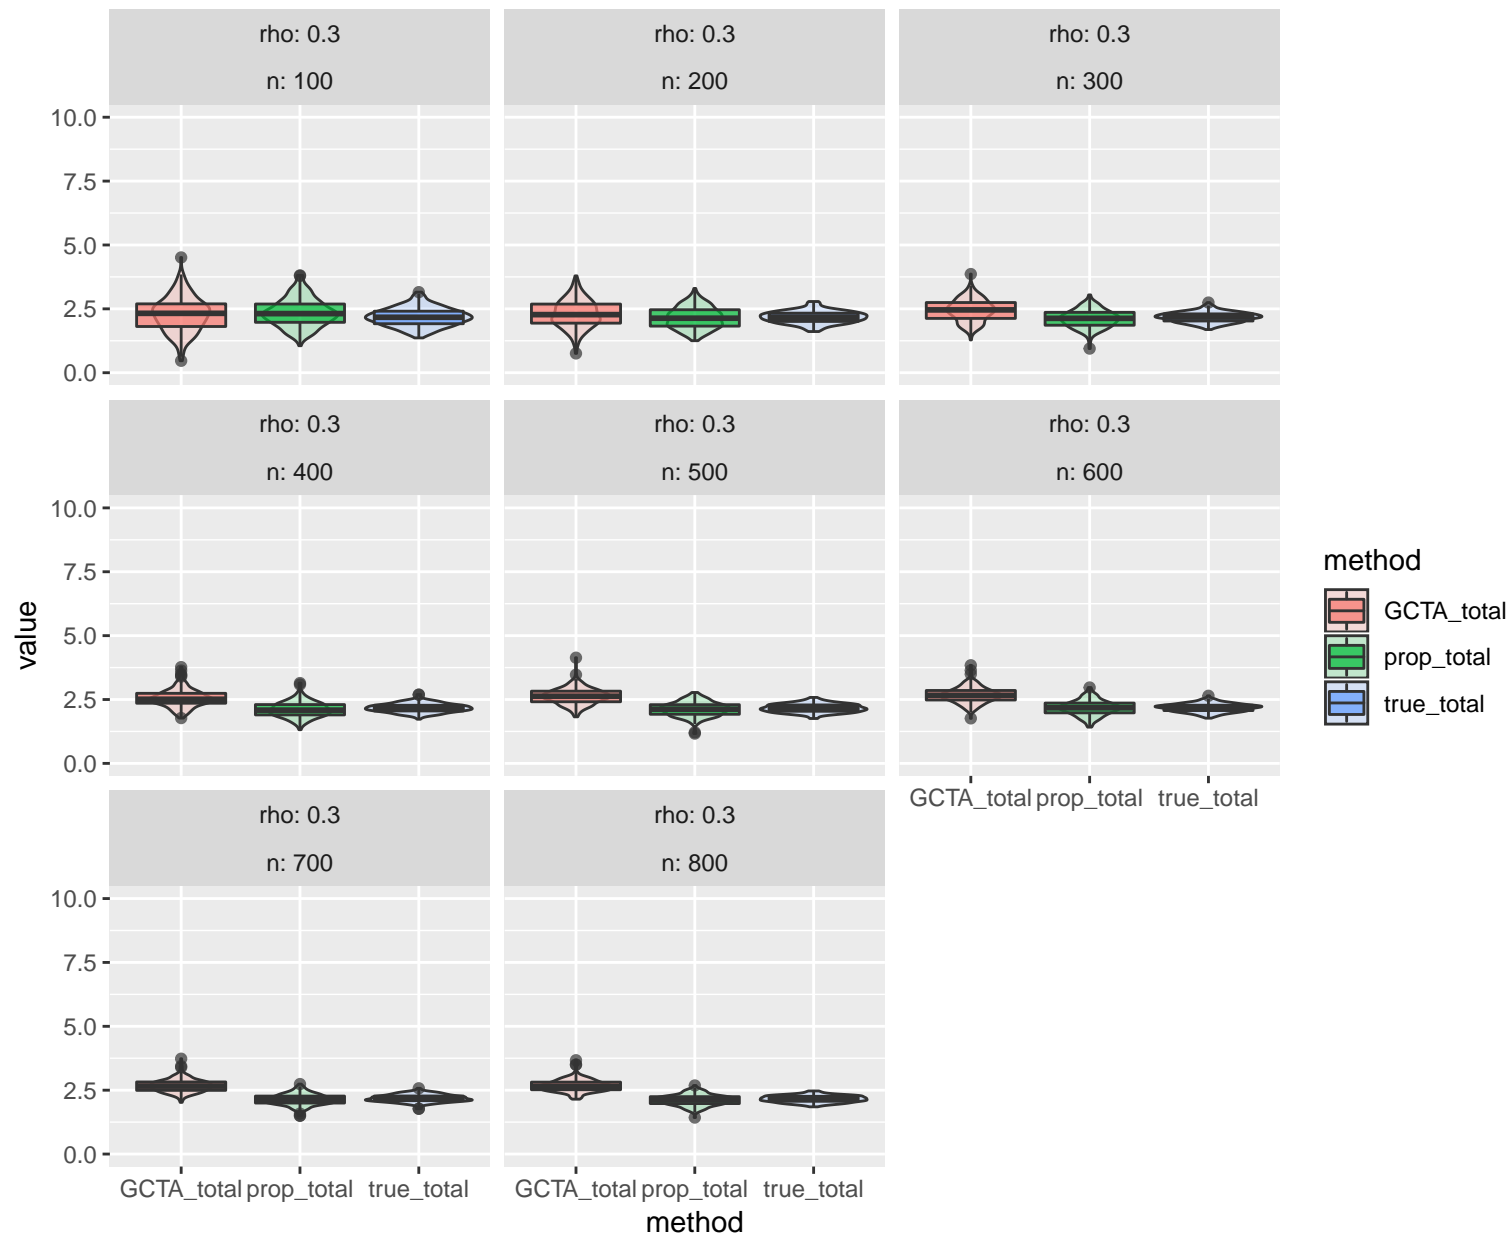 rho: 0.3
n: 100
rho: 0.3
n: 200
rho: 0.3
n: 300
10.0
7.5
5.0
2.5
0.0
rho: 0.3
n: 400
rho: 0.3
n: 500
rho: 0.3
n: 600
10.0
7.5
5.0
2.5
0.0
GCTA_total prop_total true_total
rho: 0.3
n: 700
rho: 0.3
n: 800
10.0
7.5
5.0
2.5
0.0
GCTA_total prop_total true_total
GCTA_total prop_total true_total
method
value
method
GCTA_total
prop_total
true_total